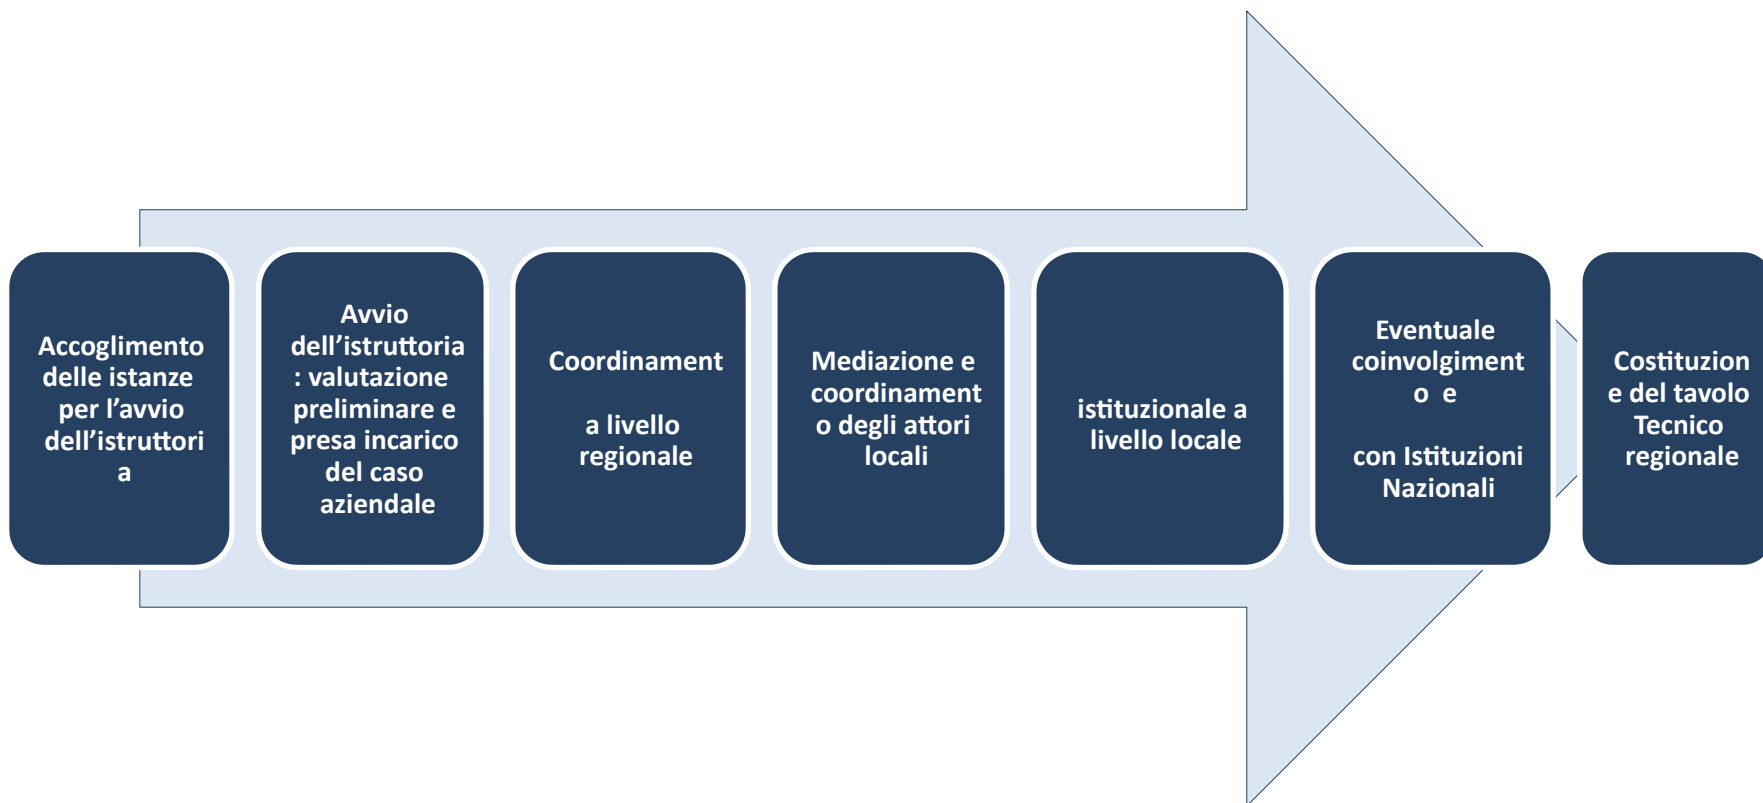 Accoglimento
delle istanze
per l’avvio
dell’istruttori
a
Avvio
dell’istruttoria
: valutazione
preliminare e
presa incarico
del caso
aziendale
Coordinament
a livello
regionale
Mediazione e
coordinament
o degli attori
locali
istituzionale a
livello locale
Eventuale
coinvolgiment
o e
con Istituzioni
Nazionali
Costituzion
e del tavolo
Tecnico
regionale